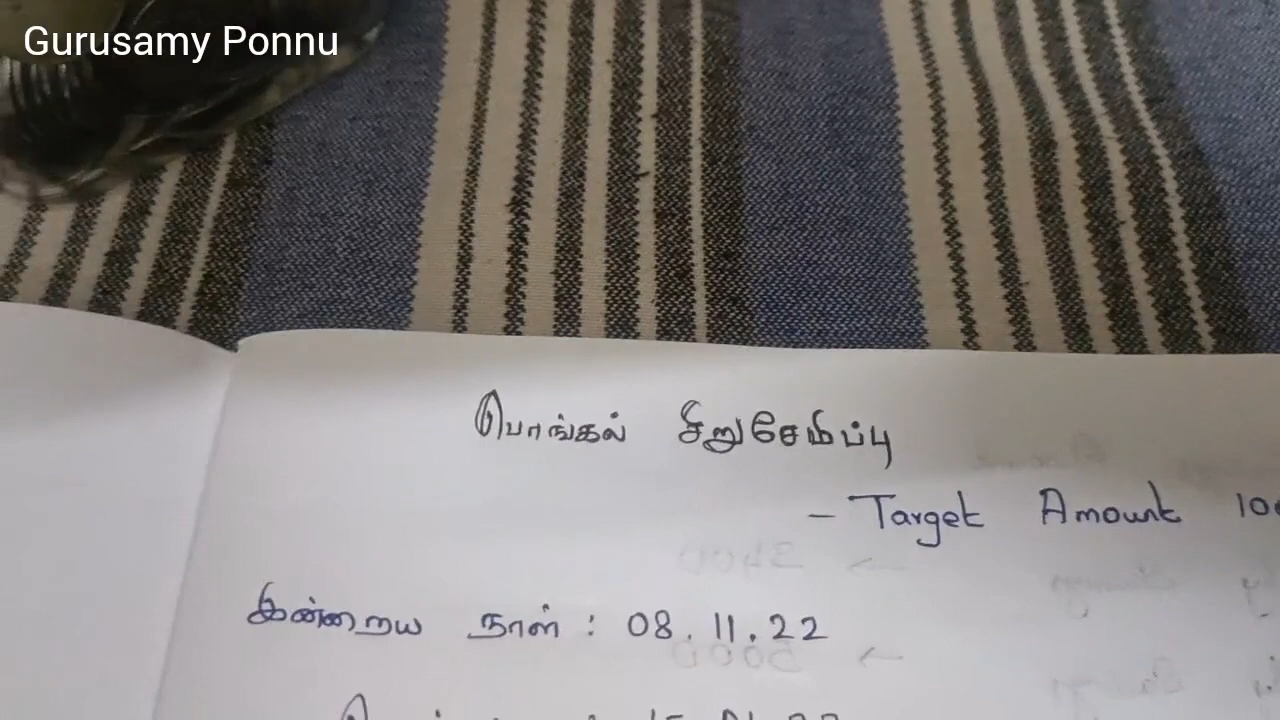 Gurusamy Ponnu
பொங்கல் சிறுசேமிப்பு
- Target Amount
இன்றைய நாள் : 08.11.22